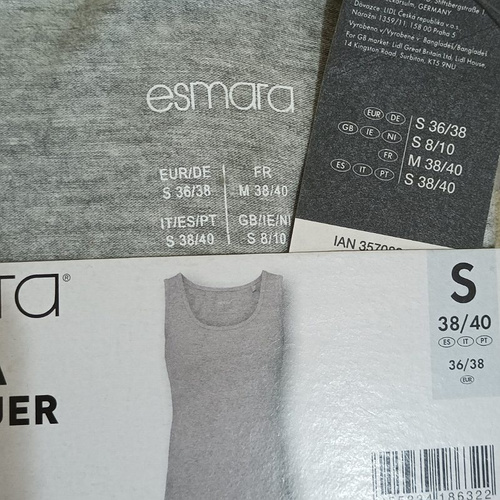 GERMANY
Dovozce: LIDL Česká republika v.o.s.,
Nárožní 1359/11, 158 00 Praha 5
Vyrobeno v/Vyrobené v Bangladéš/Bangladeš
For GB market: Lidl Great Britain Ltd, Lidl House,
14 Kingston Road, Surbiton, KT5 9NU
EUR DE S 36/38
GB IE NI S 8/10
FR M 38/40
ES IT PT S 38/40
IAN
esmara
EUR/DE FR
S 36/38 M 38/40
IT/ES/PT GB/IE/NI
S 38/40 S 8/10
ra®
UER
S
38/40
ES IT PT
36/38
EUR
186322